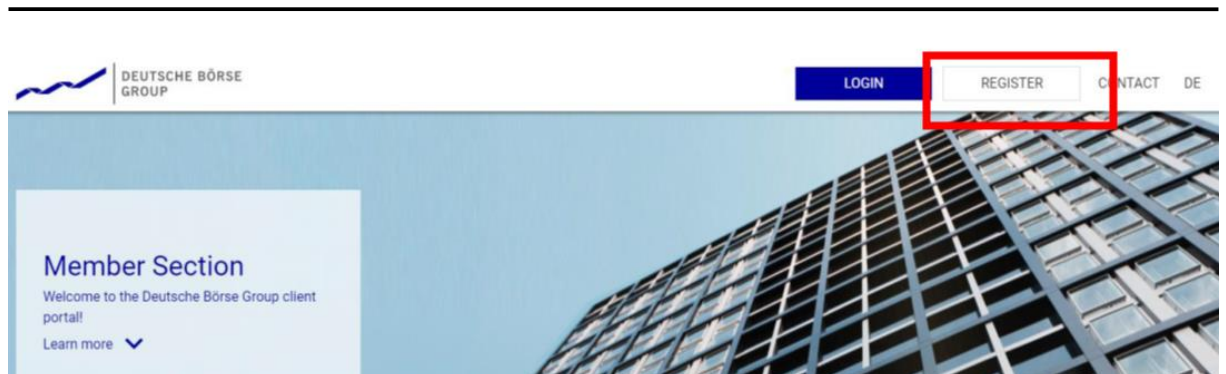 DEUTSCHE BÖRSE
GROUP
LOGIN
REGISTER
CONTACT
DE
Member Section
Welcome to the Deutsche Börse Group client
portal!
Learn more